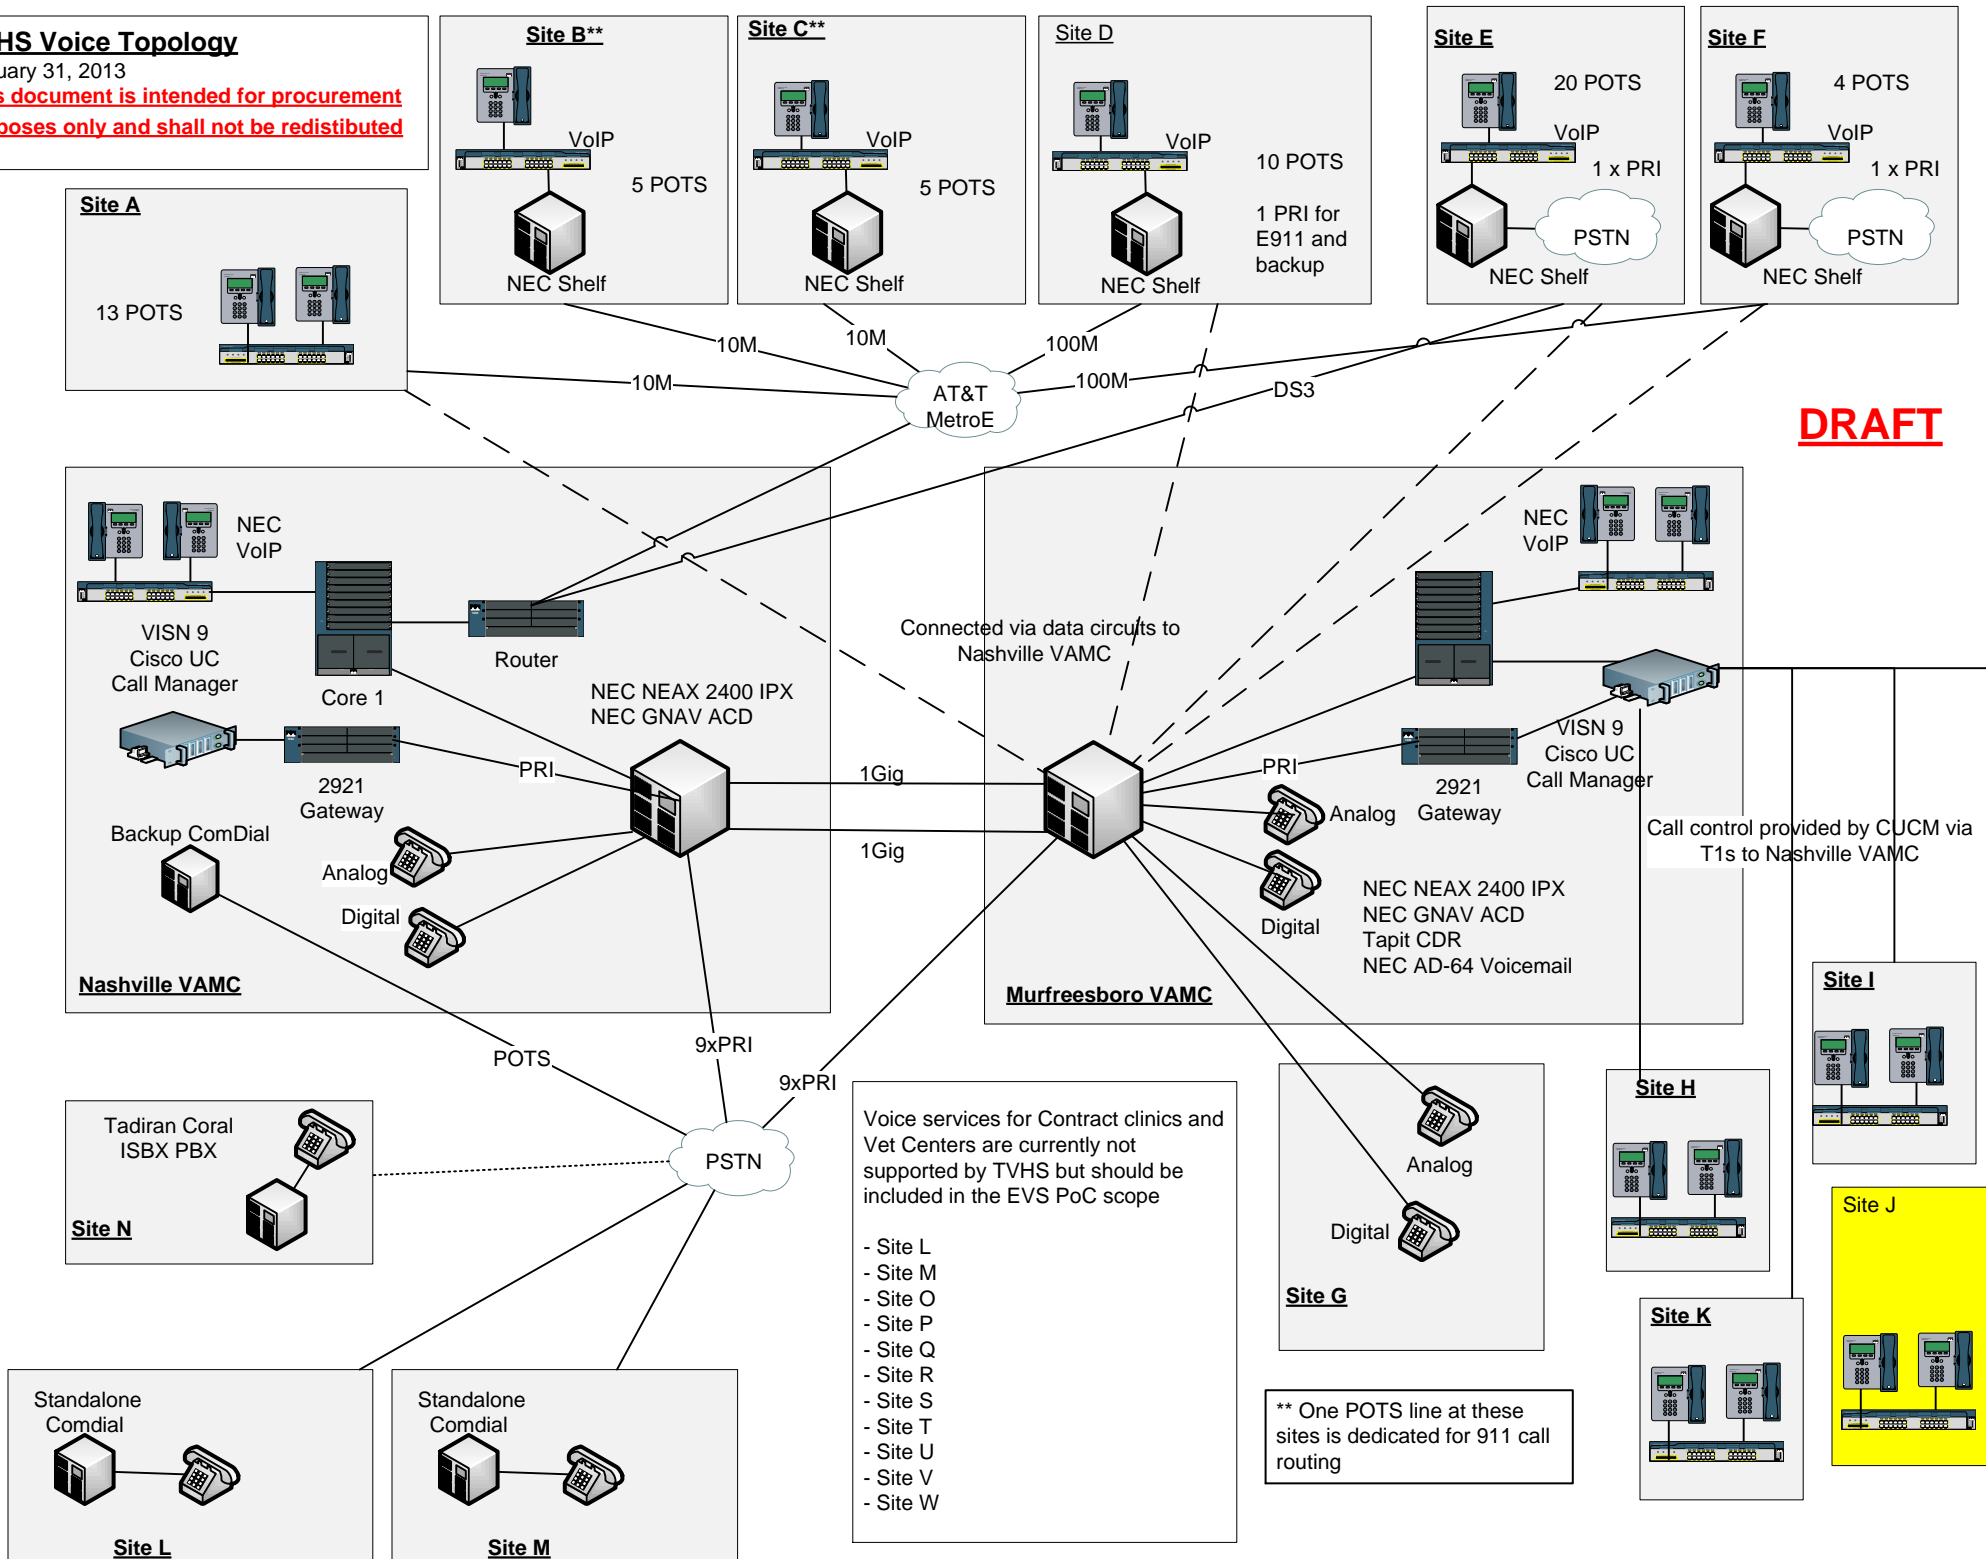 HS Voice Topology
uary 31, 2013
s document is intended for procurement
poses only and shall not be redistibuted
Site A
13 POTS
Site B**
VoIP
5 POTS
NEC Shelf
Site C**
VoIP
5 POTS
NEC Shelf
Site D
VoIP
10 POTS
1 PRI for
E911 and
backup
NEC Shelf
Site E
20 POTS
VoIP
1 x PRI
PSTN
NEC Shelf
Site F
4 POTS
VoIP
1 x PRI
PSTN
NEC Shelf
10M
10M
10M
100M
100M
DS3
AT&T
MetroE
DRAFT
NEC
VoIP
VISN 9
Cisco UC
Call Manager
Core 1
Router
NEC NEAX 2400 IPX
NEC GNAV ACD
2921
Gateway
PRI
Backup ComDial
Analog
Digital
Nashville VAMC
1Gig
1Gig
Connected via data circuits to
Nashville VAMC
NEC
VoIP
VISN 9
Cisco UC
Call Manager
PRI
2921
Gateway
Analog
Digital
NEC NEAX 2400 IPX
NEC GNAV ACD
Tapit CDR
NEC AD-64 Voicemail
Murfreesboro VAMC
Call control provided by CUCM via
T1s to Nashville VAMC
POTS
9xPRI
9xPRI
PSTN
Tadiran Coral
ISBX PBX
Site N
Standalone
Comdial
Site L
Standalone
Comdial
Site M
Voice services for Contract clinics and
Vet Centers are currently not
supported by TVHS but should be
included in the EVS PoC scope
- Site L
- Site M
- Site O
- Site P
- Site Q
- Site R
- Site S
- Site T
- Site U
- Site V
- Site W
Analog
Digital
Site G
** One POTS line at these
sites is dedicated for 911 call
routing
Site H
Site I
Site J
Site K